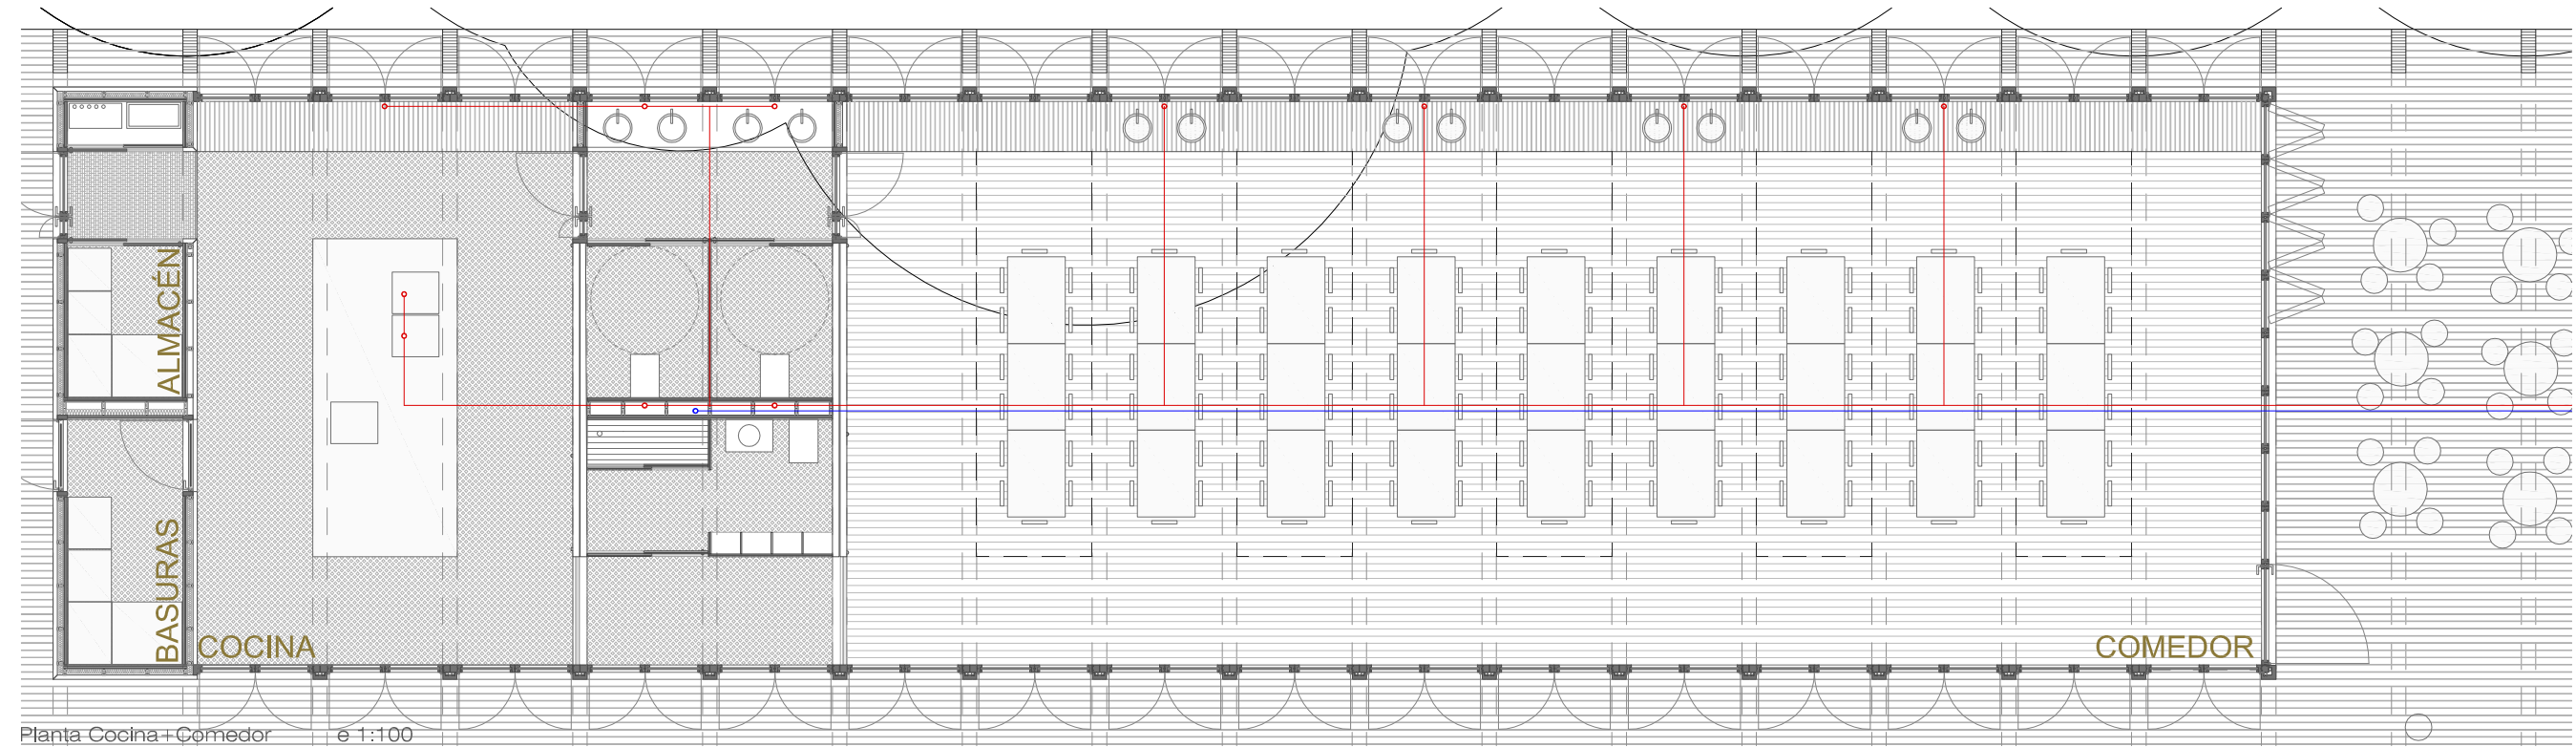 ALMACÉN
BASURAS
COCINA
COMEDOR
Planta Cocina+Comedor e 1:100